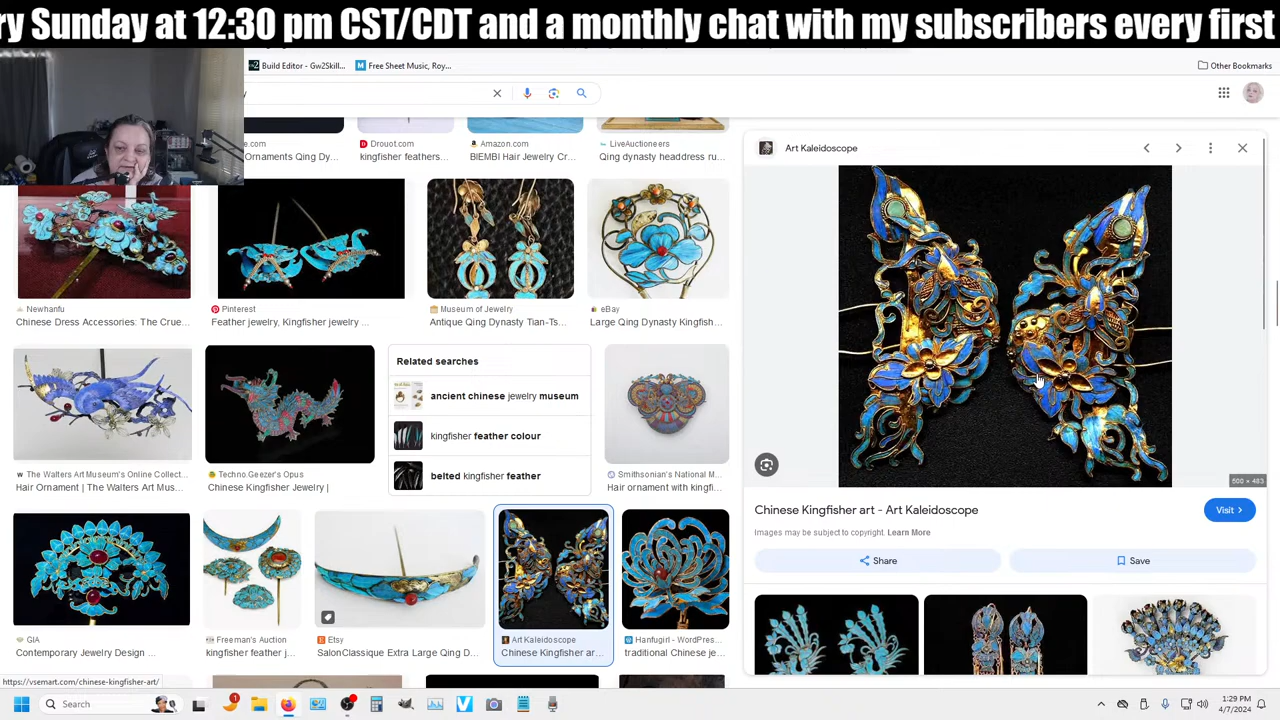 ry Sunday at 12:30 pm CST/CDT and a monthly chat with my subscribers every first
Build Editor - Gw2Skill...
Free Sheet Music, Roy...
Other Bookmarks
y
e.com
Ornaments Qing Dy...
Drouot.com
kingfisher feathers...
Amazon.com
BIEMBI Hair Jewelry Cr...
LiveAuctioneers
Qing dynasty headdress ru...
Newhanfu
Chinese Dress Accessories: The Crue...
Pinterest
Feather jewelry, Kingfisher jewelry ...
Museum of Jewelry
Antique Qing Dynasty Tian-Ts...
eBay
Large Qing Dynasty Kingfish...
The Walters Art Museum's Online Collect...
Hair Ornament | The Walters Art Mus...
Techno.Geezer's Opus
Chinese Kingfisher Jewelry |
Related searches
ancient chinese jewelry museum
kingfisher feather colour
belted kingfisher feather
Smithsonian's National M...
Hair ornament with kingfi...
GIA
Contemporary Jewelry Design ...
Freeman's Auction
kingfisher feather j...
Etsy
SalonClassique Extra Large Qing D...
Art Kaleidoscope
Chinese Kingfisher ar...
Hanfugirl - WordPres...
traditional Chinese je...
Art Kaleidoscope
600 × 483
Chinese Kingfisher art - Art Kaleidoscope
Visit
Images may be subject to copyright. Learn More
Share
Save
https://vsemart.com/chinese-kingfisher-art/
Search
1
:29 PM
4/7/2024